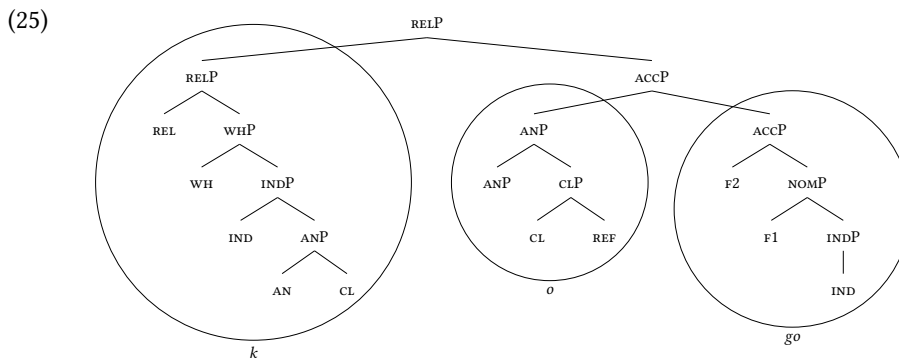 (25)
RELP
RELP ACCP
REL WHP ANP ACCP
WH INDP ANP CLP F2 NOMP
IND ANP CL REF F1 INDP
AN CL IND
k o go